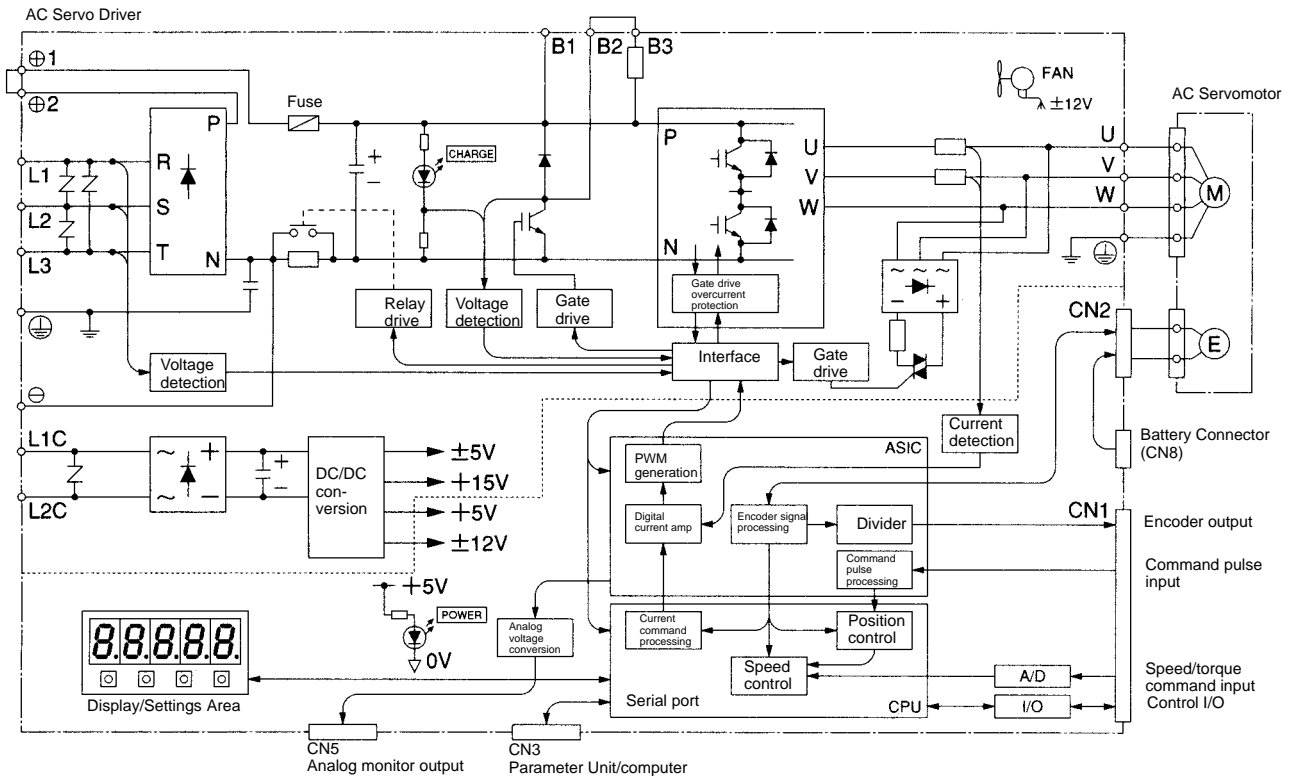 AC Servo Driver
⊕1
⊕2
B1
B2
B3
FAN
±12V
AC Servomotor
Fuse
CHARGE
P
R
S
T
N
L1
L2
L3
P
N
U
V
W
U
V
W
M
Gate drive
overcurrent
protection
~ ~ ~
− +
+
−
Relay
drive
Voltage
detection
Gate
drive
Interface
Gate
drive
Voltage
detection
⊖
CN2
E
Current
detection
Battery Connector
(CN8)
L1C
L2C
~ +
~ −
+
−
DC/DC
con-
version
±5V
+15V
+5V
±12V
ASIC
PWM
generation
Digital
current amp
Encoder signal
processing
Divider
Command
pulse
processing
CN1
Encoder output
Command pulse
input
+5V
POWER
0V
Analog
voltage
conversion
Current
command
processing
Position
control
Speed
control
Serial port
CPU
A/D
I/O
Speed/torque
command input
Control I/O
8.8.8.8.8.
Display/Settings Area
CN5
Analog monitor output
CN3
Parameter Unit/computer